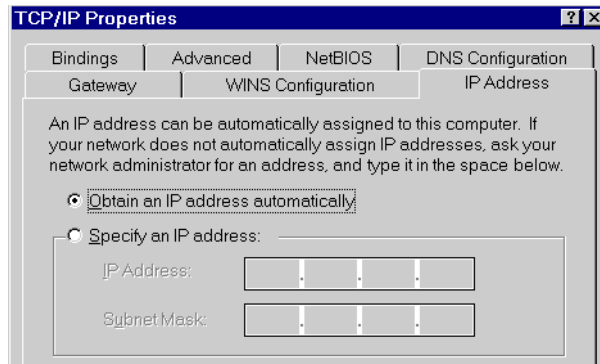 TCP/IP Properties
Bindings Advanced NetBIOS DNS Configuration
Gateway WINS Configuration IP Address
An IP address can be automatically assigned to this computer. If
your network does not automatically assign IP addresses, ask your
network administrator for an address, and type it in the space below.
Obtain an IP address automatically
Specify an IP address:
IP Address: . . .
Subnet Mask: . . .